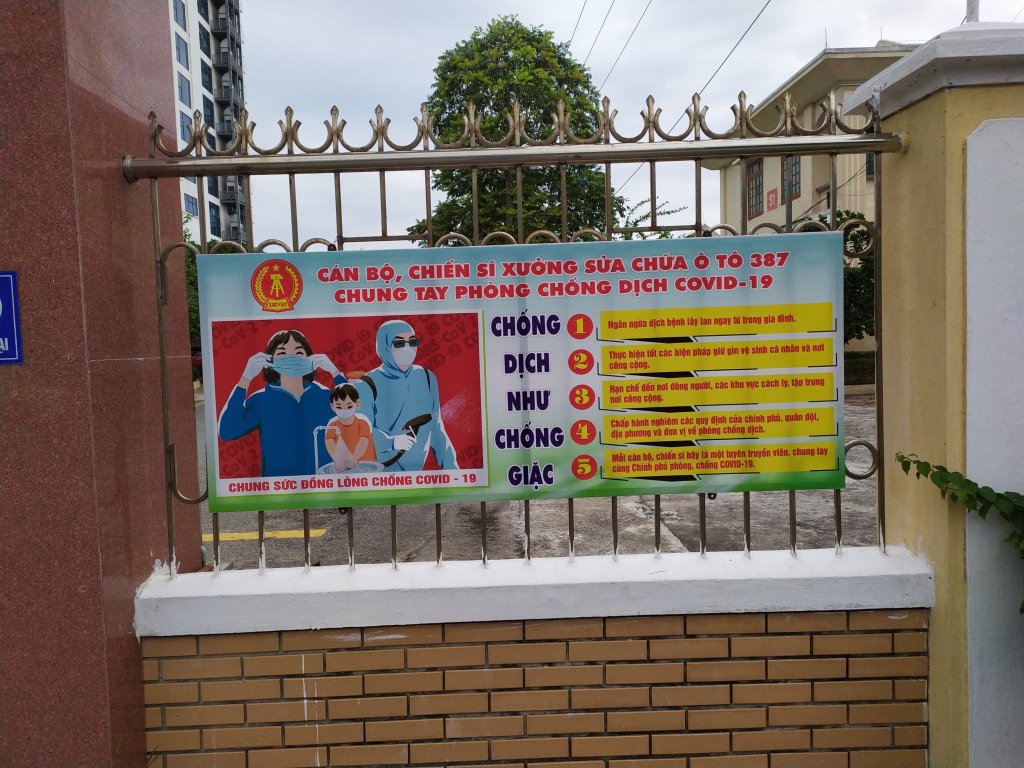 CÁN BỘ, CHIẾN SĨ XƯỞNG SỬA CHỮA Ô TÔ 387
CHUNG TAY PHÒNG CHỐNG DỊCH COVID-19
CHỐNG
DỊCH
NHƯ
CHỐNG
GIẶC
1 Ngăn ngừa dịch bệnh lây lan ngay từ trong gia đình.
2 Thực hiện tốt các biện pháp giữ gìn vệ sinh cá nhân và nơi
công cộng.
3 Hạn chế đến nơi đông người, các khu vực cách ly, tập trung
nơi công cộng.
4 Chấp hành nghiêm các quy định của chính phủ, quân đội,
địa phương và đơn vị về phòng chống dịch.
5 Mỗi cán bộ, chiến sĩ hãy là một tuyên truyền viên, chung tay
cùng Chính phủ phòng, chống COVID-19.
CHUNG SỨC ĐỒNG LÒNG CHỐNG COVID - 19